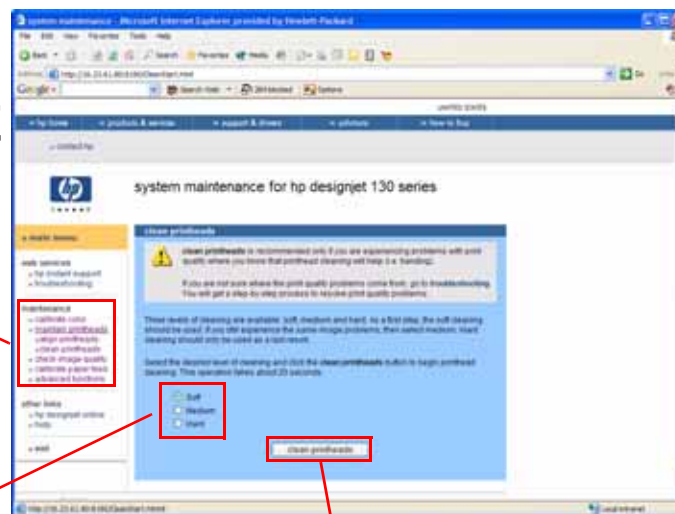 system maintenance - Microsoft Internet Explorer provided by Hewlett-Packard
File Edit View Favorites Tools Help
Back Search Favorites Media
Google Search Web Options
united states
» hp home » products & services » support & drivers » solutions » how to buy
» contact hp
hp
invent
system maintenance for hp designjet 130 series
» main menu
web services
» hp instant support
» troubleshooting
maintenance
» calibrate color
» maintain printheads
» align printheads
» clean printheads
» check image quality
» calibrate paper feed
» advanced functions
other links
» hp designjet online
» help
» exit
clean printheads
clean printheads is recommended only if you are experiencing problems with print
quality where you know that printhead cleaning will help (i.e. banding).
If you are not sure where the print quality problems come from, go to troubleshooting.
You will get a step-by-step process to resolve print quality problems.
Three levels of cleaning are available: soft, medium and hard. As a first step, the soft cleaning
should be used. If you still experience the same image problems, then select medium. Hard
cleaning should only be used as a last resort.
Select the desired level of cleaning and click the clean printheads button to begin printhead
cleaning. This operation takes about 20 seconds.
Soft
Medium
Hard
clean printheads
Local intranet